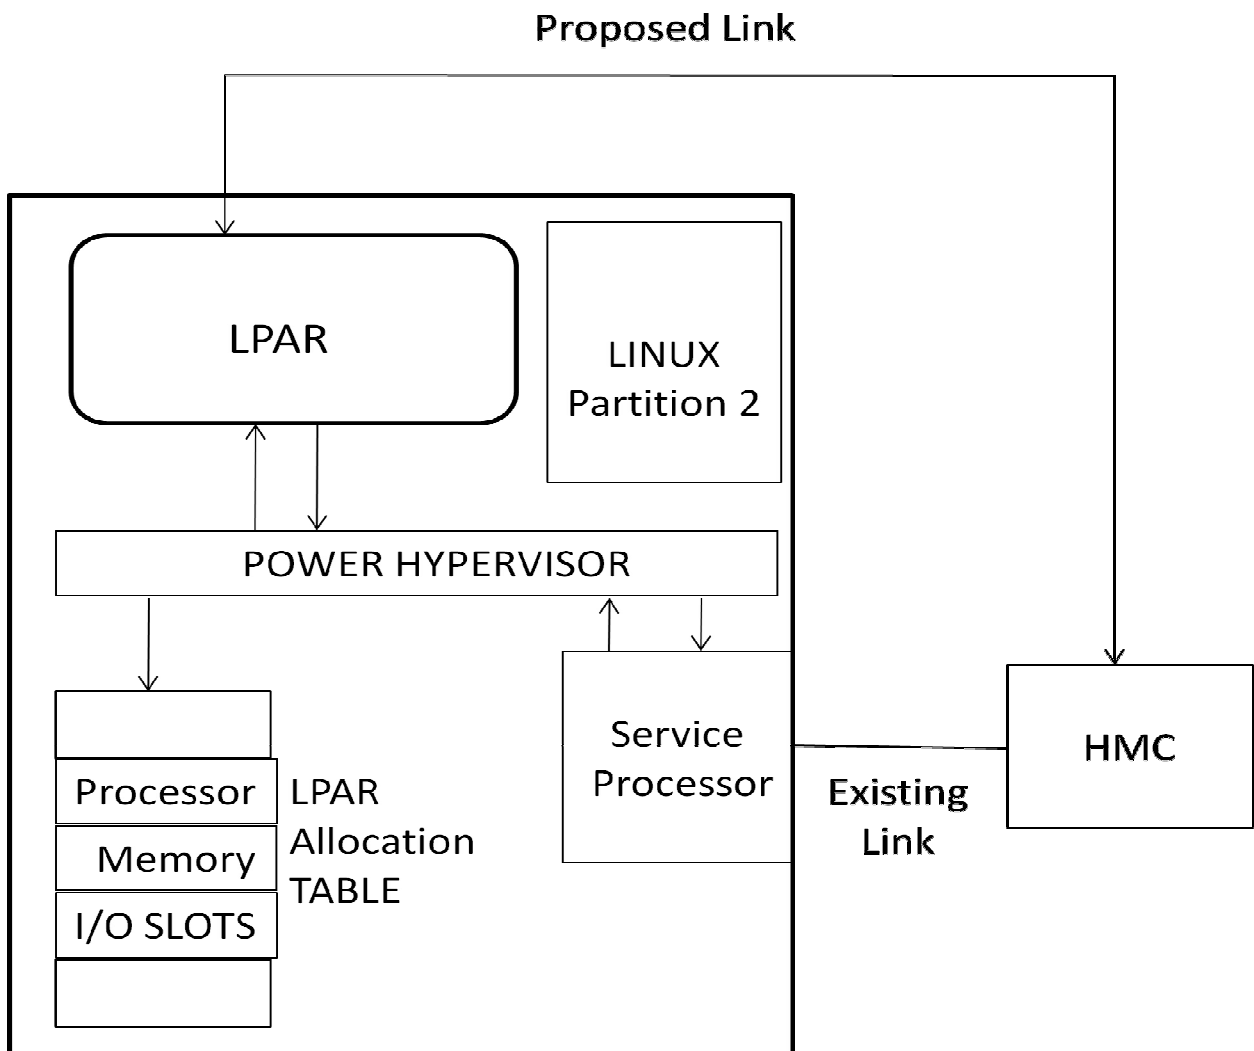 Proposed Link
LPAR
LINUX
Partition 2
POWER HYPERVISOR
Service
Processor
HMC
Existing
Link
Processor
Memory
I/O SLOTS
LPAR
Allocation
TABLE